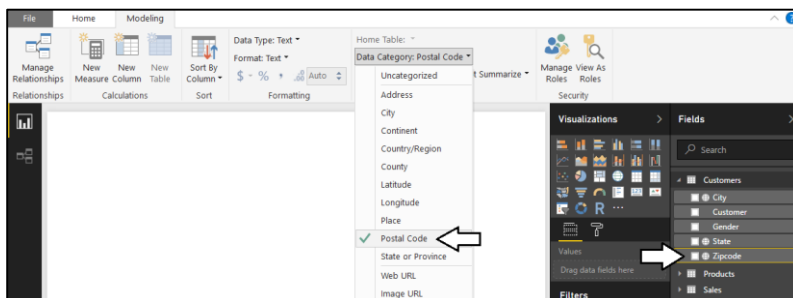 File Home Modeling
Manage Relationships
New Measure
New Column
New Table
Sort By Column
Data Type: Text
Format: Text
$ % , .00 Auto
Home Table:
Data Category: Postal Code
t Summarize
Manage Roles
View As Roles
Relationships Calculations Sort Formatting Security
Uncategorized
Address
City
Continent
Country/Region
County
Latitude
Longitude
Place
Postal Code
State or Province
Web URL
Image URL
Visualizations
R
Values
Drag data fields here
Filters
Fields
Search
Customers
City
Customer
Gender
State
Zipcode
Products
Sales